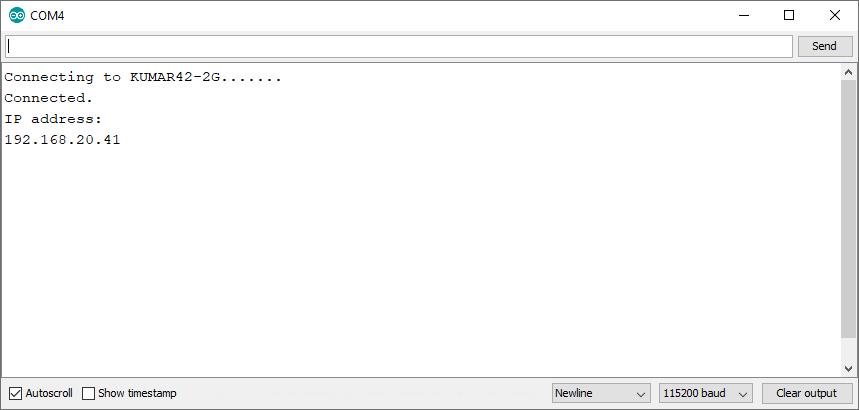 COM4
Send
Connecting to KUMAR42-2G.......
Connected.
IP address:
192.168.20.41
Autoscroll Show timestamp Newline 115200 baud Clear output